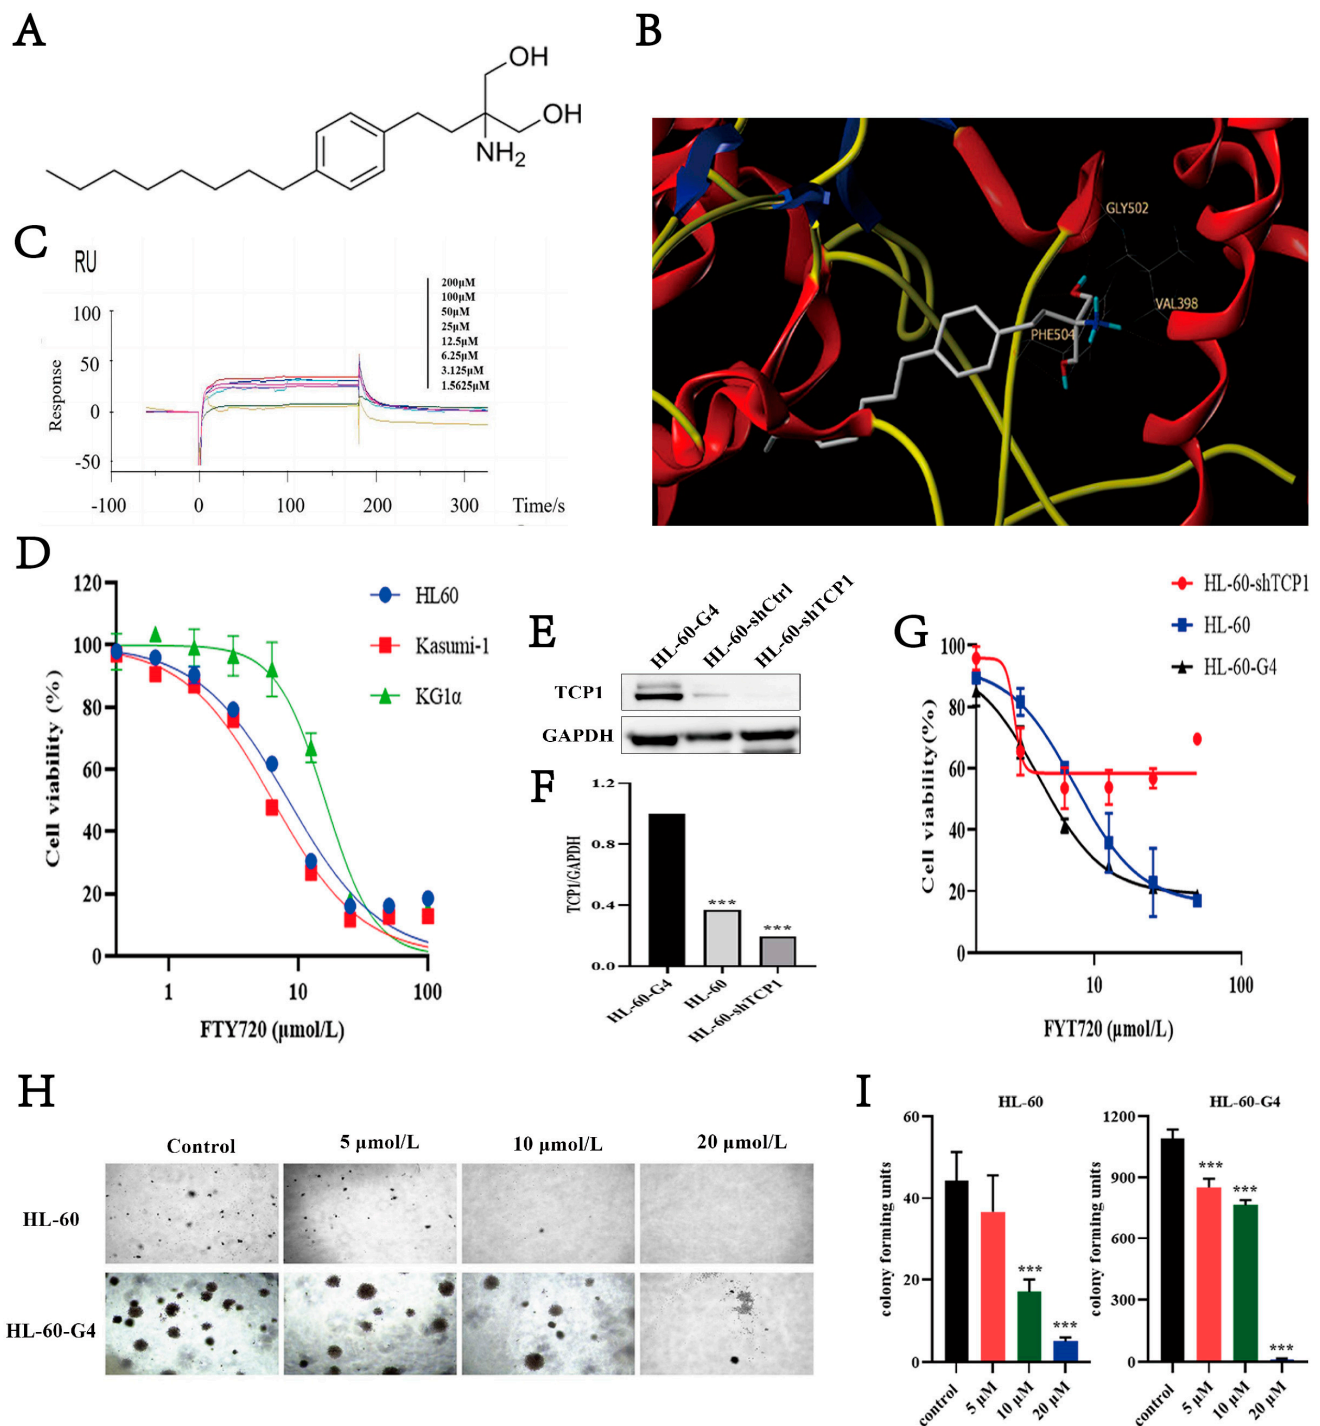 A
OH
OH
NH2
B
GLY502
VAL398
PHE504
C
RU
200μM
100μM
50μM
25μM
12.5μM
6.25μM
3.125μM
1.5625μM
100
50
0
-50
Response
-100 0 100 200 300 Time/s
D
120
100
80
60
40
20
0
Cell viability (%)
HL60
Kasumi-1
KG1α
1 10 100
FTY720 (μmol/L)
E
HL-60-G4 HL-60-shCtrl HL-60-shTCP1
TCP1
GAPDH
F
1.2
0.8
0.4
0.0
TCP1/GAPDH
***
***
HL-60-G4 HL-60 HL-60-shTCP1
G
HL-60-shTCP1
HL-60
HL-60-G4
100
80
60
40
20
0
Cell viability(%)
10 100
FYT720 (μmol/L)
H
Control 5 μmol/L 10 μmol/L 20 μmol/L
HL-60
HL-60-G4
I
HL-60
60
40
20
0
colony forming units
***
***
control 5 μM 10 μM 20 μM
HL-60-G4
1200
900
600
300
0
colony forming units
***
***
***
control 5 μM 10 μM 20 μM